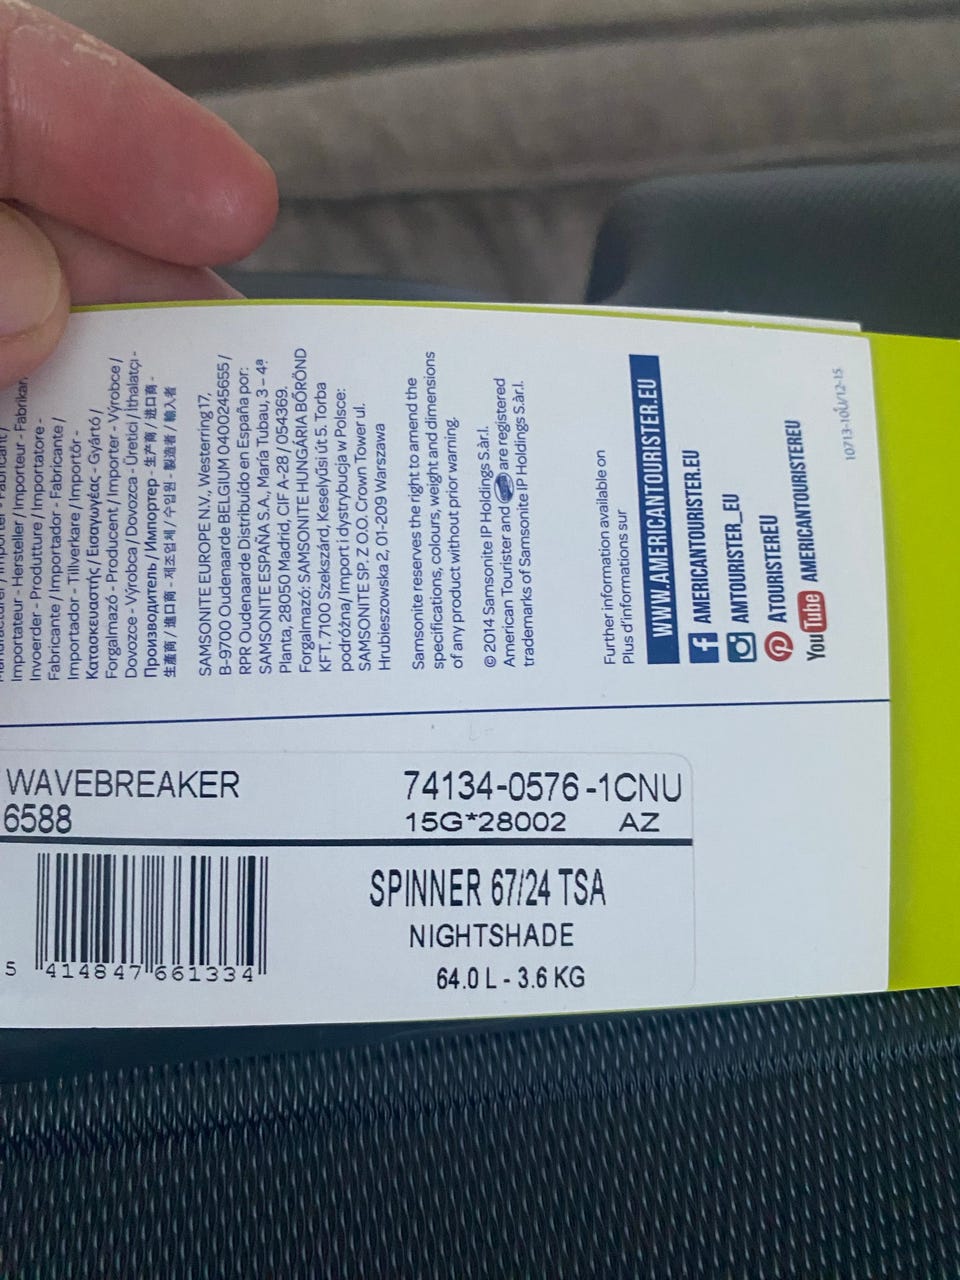 Importateur - Hersteller / Importeur - Fabrikan
Invoerder - Produttore / Importatore -
Fabricante / Importador - Fabricante /
Importador - Tillverkare / Importör -
Κατασκευαστής / Εισαγωγέας - Gyártó /
Forgalmazó - Producent / Importer - Výrobce /
Dovozce - Výrobca / Dovozca - Üretici / Ithalatçı -
Производитель / Импортер - 生产商 / 进口商 -
生產商 / 進口商 - 제조업체 / 수입원 - 製造者 / 輸入者
SAMSONITE EUROPE N.V., Westerring 17,
B-9700 Oudenaarde BELGIUM 0400245655 /
RPR Oudenaarde Distribuido en España por:
SAMSONITE ESPAÑA S.A., María Tubau, 3 – 4ª
Planta, 28050 Madrid, CIF A-28 / 054369.
Forgalmazó: SAMSONITE HUNGÁRIA BŐRÖND
KFT. 7100 Szekszárd, Keselyűsi út 5. Torba
podróżna / Import i dystrybucja w Polsce:
SAMSONITE SP. Z O.O. Crown Tower ul.
Hrubieszowska 2, 01-209 Warszawa
Samsonite reserves the right to amend the
specifications, colours, weight and dimensions
of any product without prior warning.
©2014 Samsonite IP Holdings S.àr.l.
American Tourister and are registered
trademarks of Samsonite IP Holdings S.àr.l.
Further information available on
Plus d'informations sur
WWW.AMERICANTOURISTER.EU
f AMERICANTOURISTER.EU
AMTOURISTER_EU
ATOURISTEREU
YouTube AMERICANTOURISTEREU
WAVEBREAKER
6588
74134-0576-1CNU
15G*28002 AZ
SPINNER 67/24 TSA
NIGHTSHADE
64.0 L - 3.6 KG
5 414847 661334